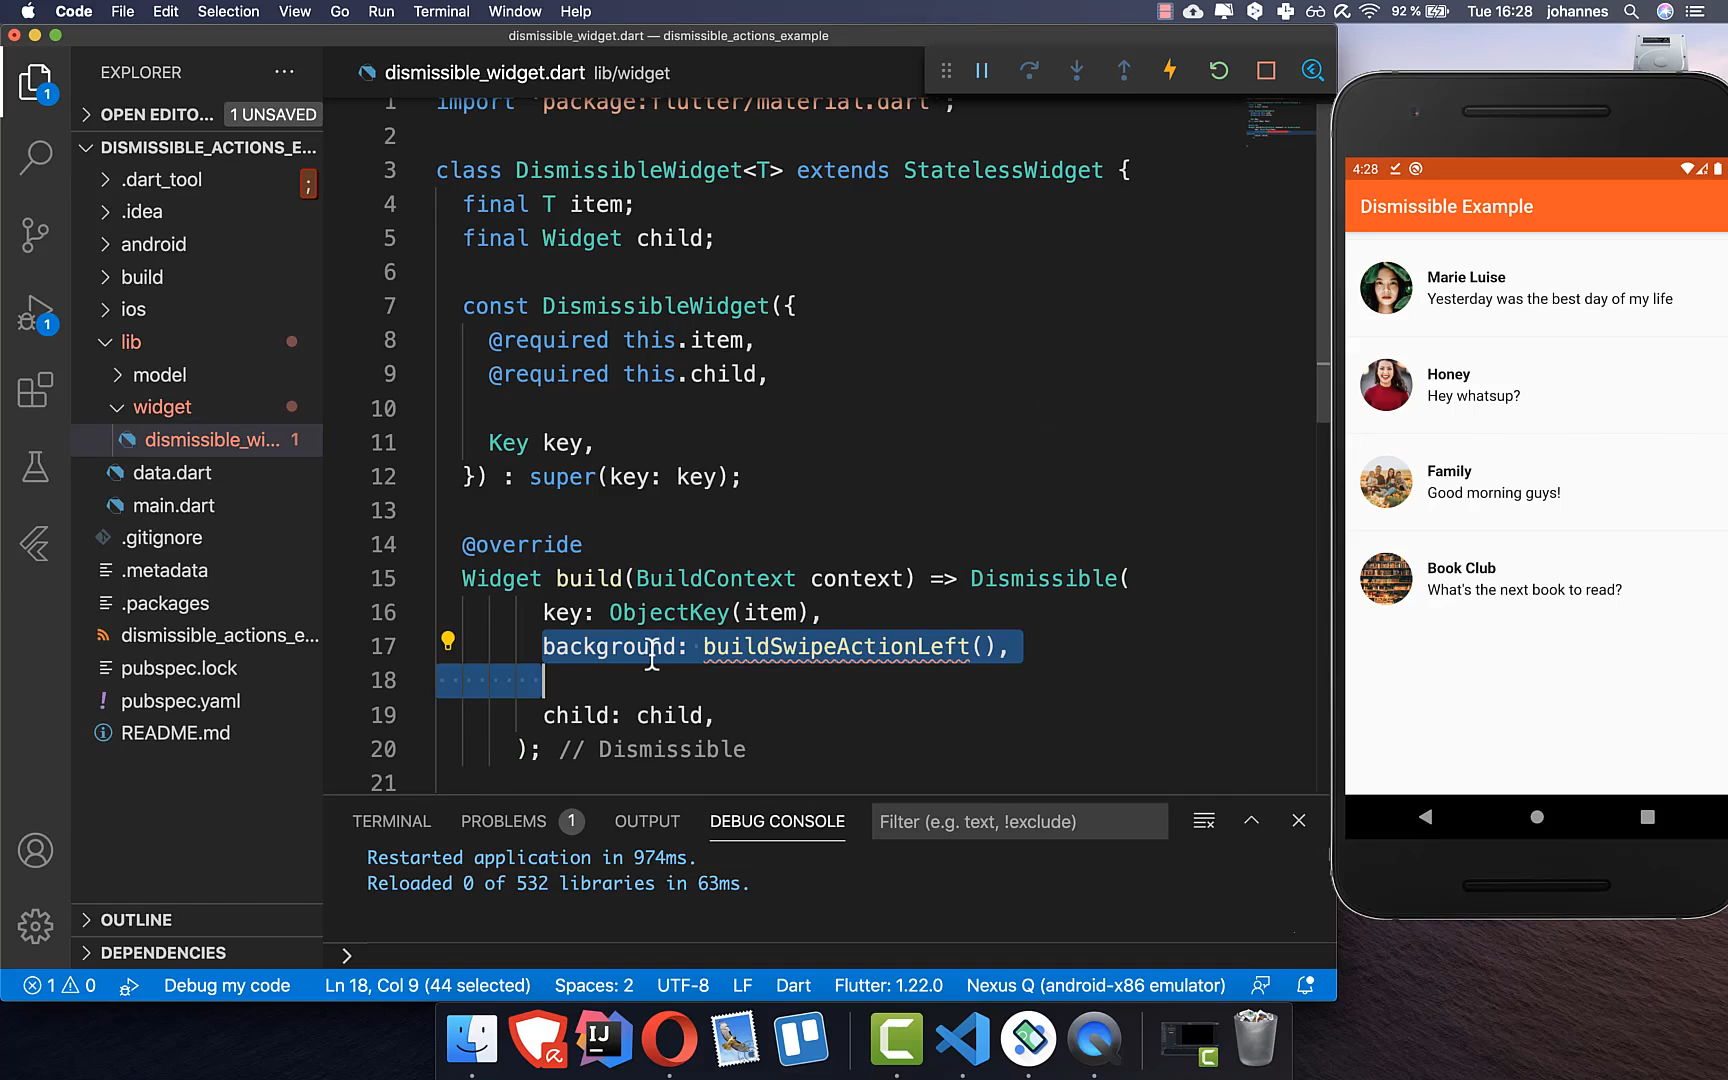 Code File Edit Selection View Go Run Terminal Window Help 92 % Tue 16:28 johannes
dismissible_widget.dart — dismissible_actions_example
EXPLORER
OPEN EDITO... 1 UNSAVED
DISMISSIBLE_ACTIONS_E...
.dart_tool
;
.idea
android
build
ios
lib
model
widget
dismissible_wi... 1
data.dart
main.dart
.gitignore
.metadata
.packages
dismissible_actions_e...
pubspec.lock
pubspec.yaml
README.md
OUTLINE
DEPENDENCIES
1
1
dismissible_widget.dart lib/widget
1 import 'package:flutter/material.dart';
2
3 class DismissibleWidget<T> extends StatelessWidget {
4 final T item;
5 final Widget child;
6
7 const DismissibleWidget({
8 @required this.item,
9 @required this.child,
10
11 Key key,
12 }) : super(key: key);
13
14 @override
15 Widget build(BuildContext context) => Dismissible(
16 key: ObjectKey(item),
17 background: buildSwipeActionLeft(),
18
19 child: child,
20 ); // Dismissible
21
TERMINAL PROBLEMS 1 OUTPUT DEBUG CONSOLE Filter (e.g. text, !exclude)
Restarted application in 974ms.
Reloaded 0 of 532 libraries in 63ms.
1 0 Debug my code Ln 18, Col 9 (44 selected) Spaces: 2 UTF-8 LF Dart Flutter: 1.22.0 Nexus Q (android-x86 emulator)
4:28
Dismissible Example
Marie Luise
Yesterday was the best day of my life
Honey
Hey whatsup?
Family
Good morning guys!
Book Club
What's the next book to read?
IJ